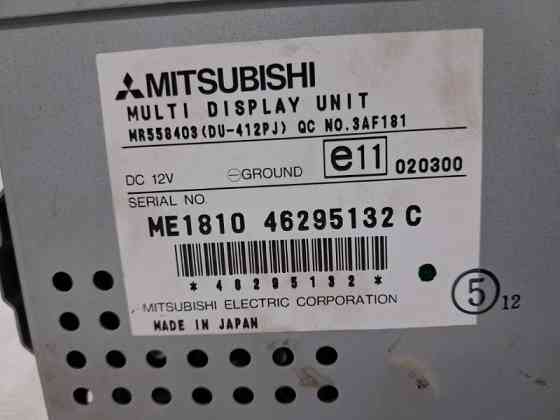 MITSUBISHI
MULTI DISPLAY UNIT
MR558403(DU-412PJ) QC NO.3AF181
DC 12V ⊖GROUND e11 020300
SERIAL NO.
ME1810 46295132 C
*46295132*
MITSUBISHI ELECTRIC CORPORATION
MADE IN JAPAN
5 12